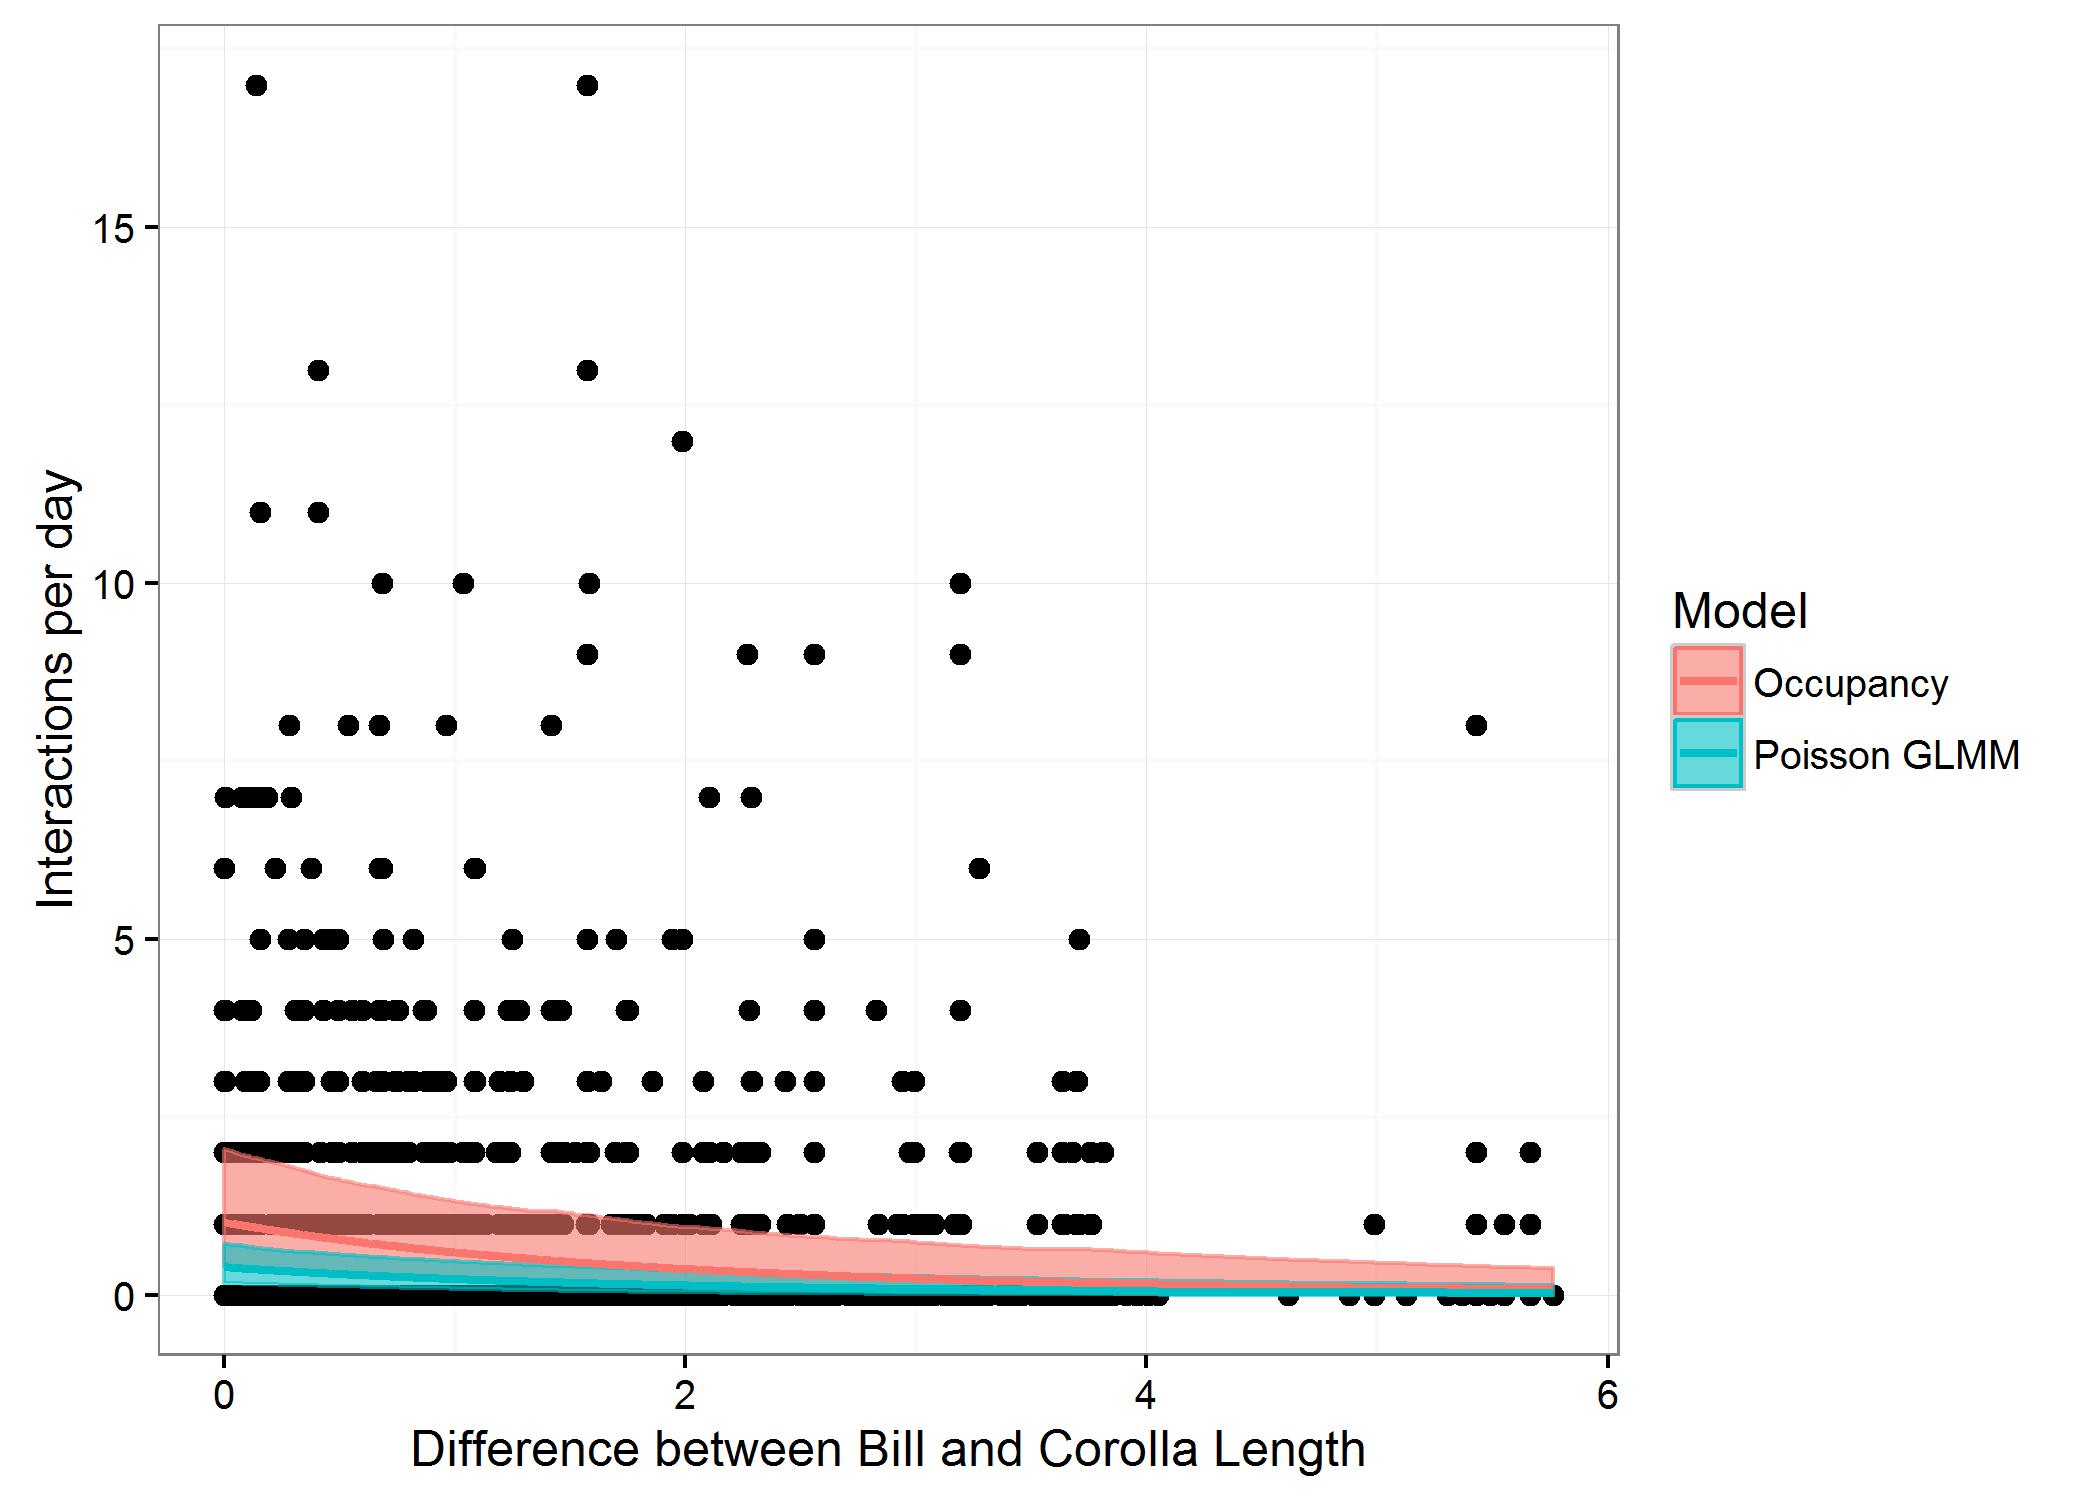 15
10
5
0
Interactions per day
0 2 4 6
Difference between Bill and Corolla Length
Model
Occupancy
Poisson GLMM